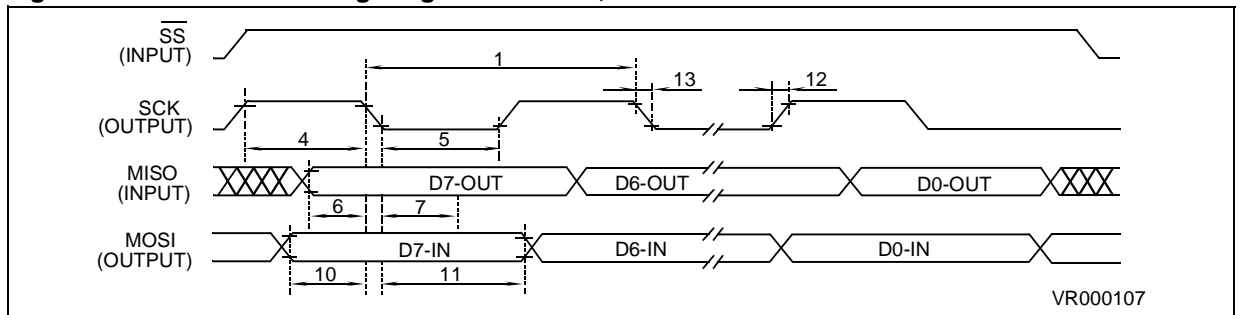 SS
(INPUT)
1
13
12
SCK
(OUTPUT)
4
5
MISO
(INPUT)
D7-OUT
D6-OUT
D0-OUT
6
7
MOSI
(OUTPUT)
D7-IN
D6-IN
D0-IN
10
11
VR000107